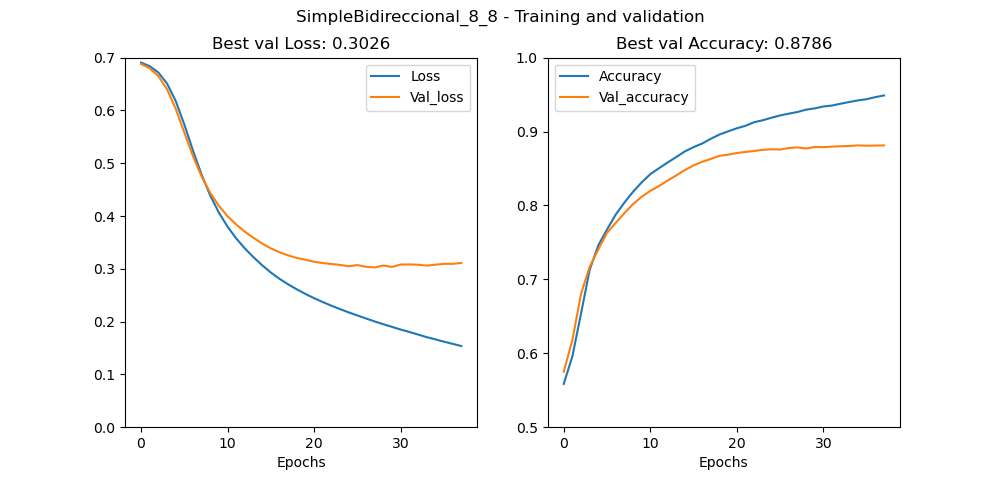 SimpleBidireccional_8_8 - Training and validation
Best val Loss: 0.3026
0.7
0.6
0.5
0.4
0.3
0.2
0.1
0.0
0
10
20
30
Epochs
Loss
Val_loss
Best val Accuracy: 0.8786
1.0
0.9
0.8
0.7
0.6
0.5
0
10
20
30
Epochs
Accuracy
Val_accuracy